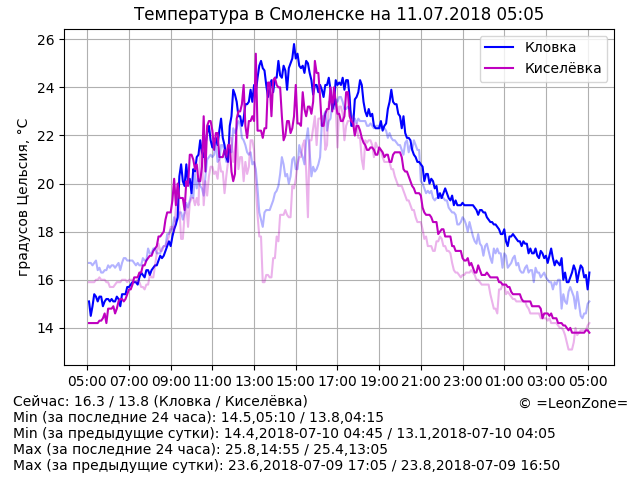 Температура в Смоленске на 11.07.2018 05:05
Кловка
Киселёвка
градусов Цельсия, °C
26
24
22
20
18
16
14
05:00 07:00 09:00 11:00 13:00 15:00 17:00 19:00 21:00 23:00 01:00 03:00 05:00
Сейчас: 16.3 / 13.8 (Кловка / Киселёвка)
© =LeonZone=
Min (за последние 24 часа): 14.5,05:10 / 13.8,04:15
Min (за предыдущие сутки): 14.4,2018-07-10 04:45 / 13.1,2018-07-10 04:05
Max (за последние 24 часа): 25.8,14:55 / 25.4,13:05
Max (за предыдущие сутки): 23.6,2018-07-09 17:05 / 23.8,2018-07-09 16:50